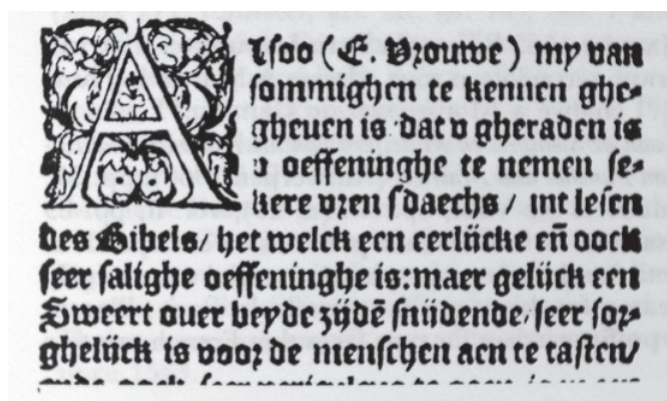 Alsoo (E. Vrouwe) my van
sommighen te kennen ghe-
gheuen is dat v gheraden is
v oeffeninghe te nemen se-
kere vren sdaechs / int lesen
des Bibels / het welck een eerlijcke eñ oock
seer salighe oeffeninghe is: maer gelijck een
Sweert ouer beyde zijdē snijdende / seer sor-
ghelijck is voor de menschen aen te tasten /